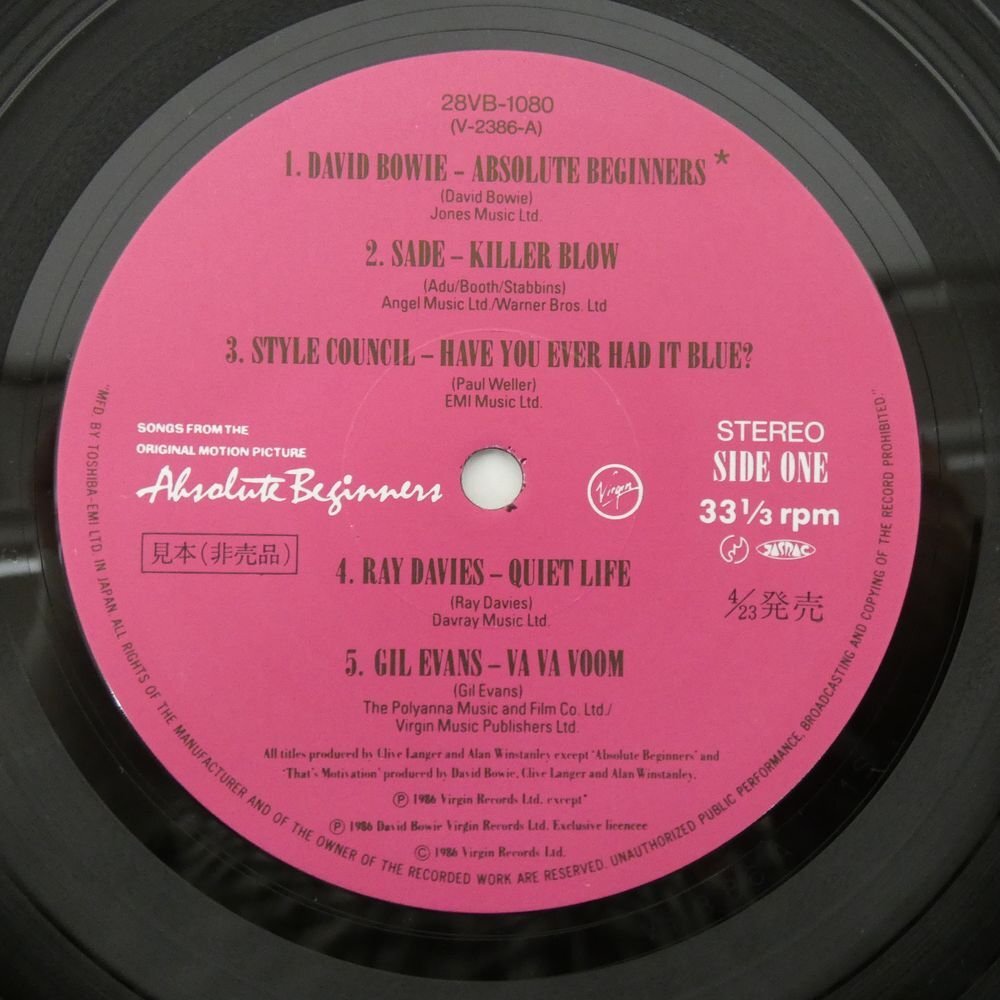 28VB-1080
(V-2386-A)
1. DAVID BOWIE – ABSOLUTE BEGINNERS*
(David Bowie)
Jones Music Ltd.
2. SADE – KILLER BLOW
(Adu/Booth/Stabbins)
Angel Music Ltd./Warner Bros. Ltd
3. STYLE COUNCIL – HAVE YOU EVER HAD IT BLUE?
(Paul Weller)
EMI Music Ltd.
SONGS FROM THE
ORIGINAL MOTION PICTURE
Absolute Beginners
Virgin
STEREO
SIDE ONE
33 1/3 rpm
JASRAC
見本(非売品)
4/23発売
4. RAY DAVIES – QUIET LIFE
(Ray Davies)
Davray Music Ltd.
5. GIL EVANS – VA VA VOOM
(Gil Evans)
The Polyanna Music and Film Co. Ltd./
Virgin Music Publishers Ltd.
All titles produced by Clive Langer and Alan Winstanley except 'Absolute Beginners' and
'That's Motivation' produced by David Bowie, Clive Langer and Alan Winstanley.
℗ 1986 Virgin Records Ltd. except*
℗ 1986 David Bowie Virgin Records Ltd. Exclusive licencee
© 1986 Virgin Records Ltd.
"MFD BY TOSHIBA-EMI LTD. IN JAPAN. ALL RIGHTS OF THE MANUFACTURER AND OF THE OWNER OF THE RECORDED WORK ARE RESERVED. UNAUTHORIZED PUBLIC PERFORMANCE, BROADCASTING AND COPYING OF THE RECORD PROHIBITED."